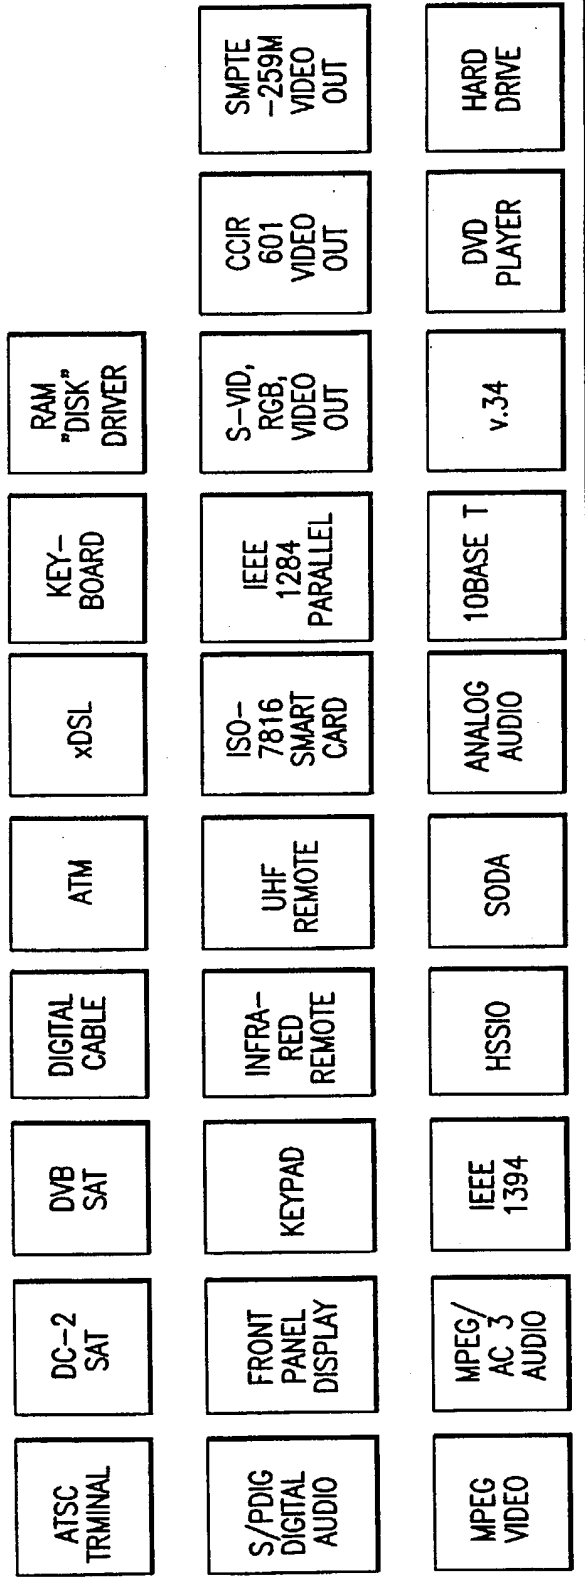 ATSC
TRMINAL
DC-2
SAT
DVB
SAT
DIGITAL
CABLE
ATM
xDSL
KEY-
BOARD
RAM
"DISK"
DRIVER
S/PDIG
DIGITAL
AUDIO
FRONT
PANEL
DISPLAY
KEYPAD
INFRA-
RED
REMOTE
UHF
REMOTE
ISO-
7816
SMART
CARD
IEEE
1284
PARALLEL
S-VID,
RGB,
VIDEO
OUT
CCIR
601
VIDEO
OUT
SMPTE
-259M
VIDEO
OUT
MPEG
VIDEO
MPEG/
AC 3
AUDIO
IEEE
1394
HSSIO
SODA
ANALOG
AUDIO
10BASE T
v.34
DVD
PLAYER
HARD
DRIVE